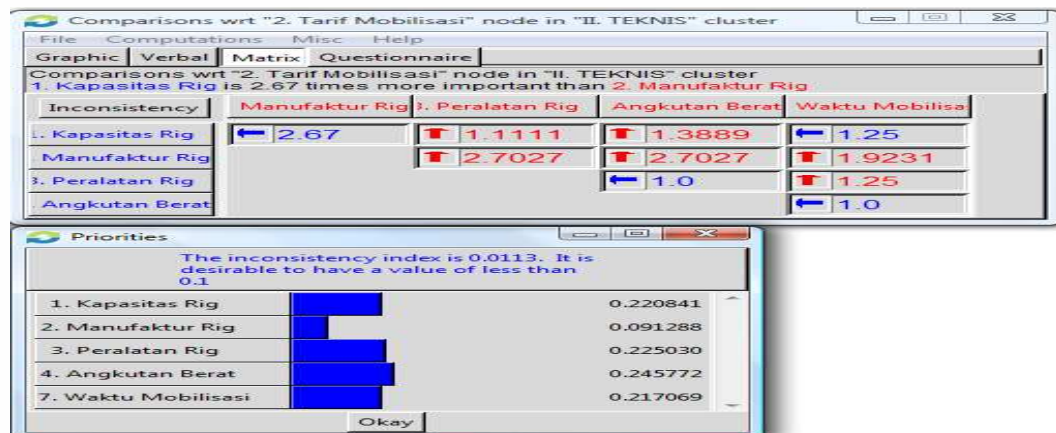 Comparisons wrt "2. Tarif Mobilisasi" node in "II. TEKNIS" cluster
File Computations Misc Help
Graphic Verbal Matrix Questionnaire
Comparisons wrt "2. Tarif Mobilisasi" node in "II. TEKNIS" cluster
1. Kapasitas Rig is 2.67 times more important than 2. Manufaktur Rig
Inconsistency Manufaktur Rig 3. Peralatan Rig Angkutan Berat Waktu Mobilisa
. Kapasitas Rig 2.67 1.1111 1.3889 1.25
Manufaktur Rig 2.7027 2.7027 1.9231
3. Peralatan Rig 1.0 1.25
Angkutan Berat 1.0
Priorities
The inconsistency index is 0.0113. It is
desirable to have a value of less than
0.1
1. Kapasitas Rig 0.220841
2. Manufaktur Rig 0.091288
3. Peralatan Rig 0.225030
4. Angkutan Berat 0.245772
7. Waktu Mobilisasi 0.217069
Okay